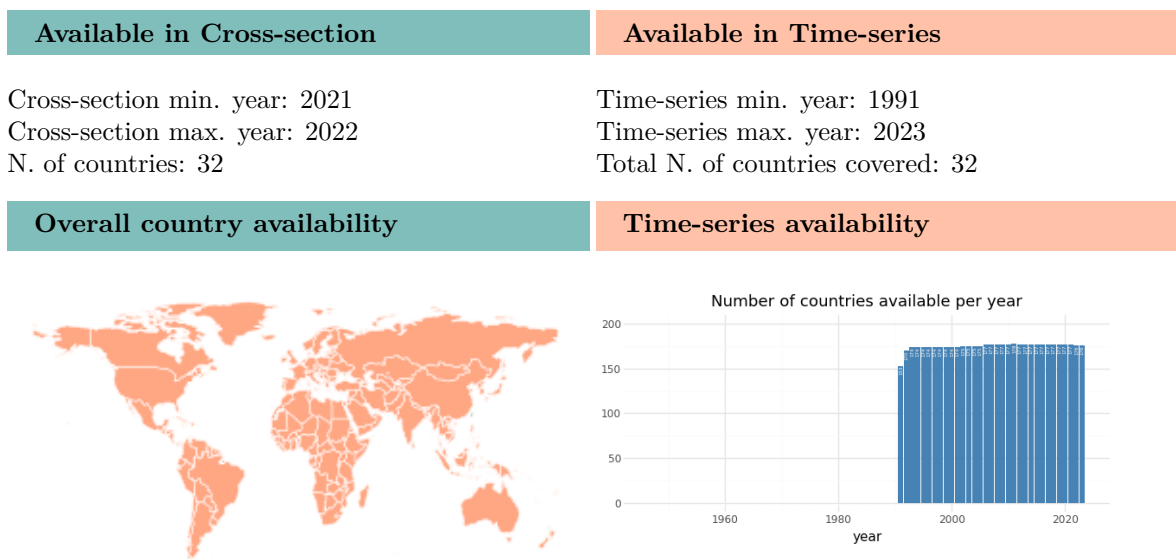 Available in Cross-section
Available in Time-series
Cross-section min. year: 2021
Cross-section max. year: 2022
N. of countries: 32
Time-series min. year: 1991
Time-series max. year: 2023
Total N. of countries covered: 32
Overall country availability
Time-series availability
Number of countries available per year
200
150
100
50
0
1960 1980 2000 2020
year